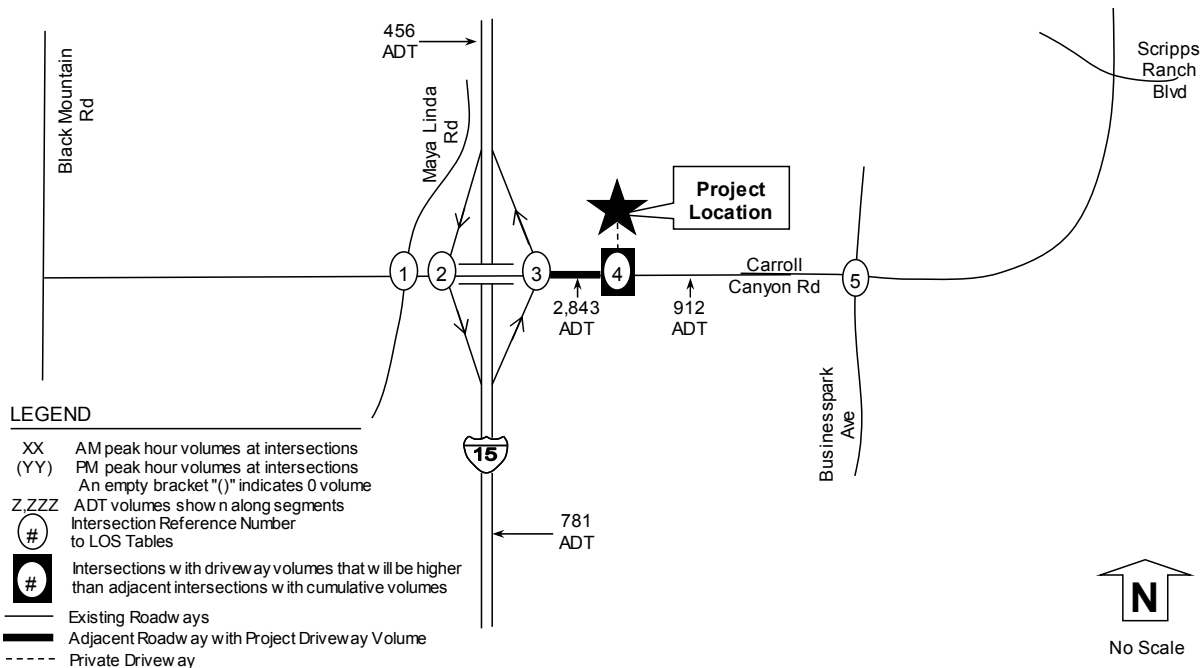 456
ADT
Black Mountain
Rd
Maya Linda
Rd
Scripps
Ranch
Blvd
Project
Location
1
2
3
4
5
Carroll
Canyon Rd
2,843
ADT
912
ADT
Businesspark
Ave
15
781
ADT
LEGEND
XX AM peak hour volumes at intersections
(YY) PM peak hour volumes at intersections
An empty bracket "()" indicates 0 volume
Z,ZZZ ADT volumes shown along segments
# Intersection Reference Number
to LOS Tables
# Intersections with driveway volumes that will be higher
than adjacent intersections with cumulative volumes
Existing Roadways
Adjacent Roadway with Project Driveway Volume
Private Driveway
N
No Scale